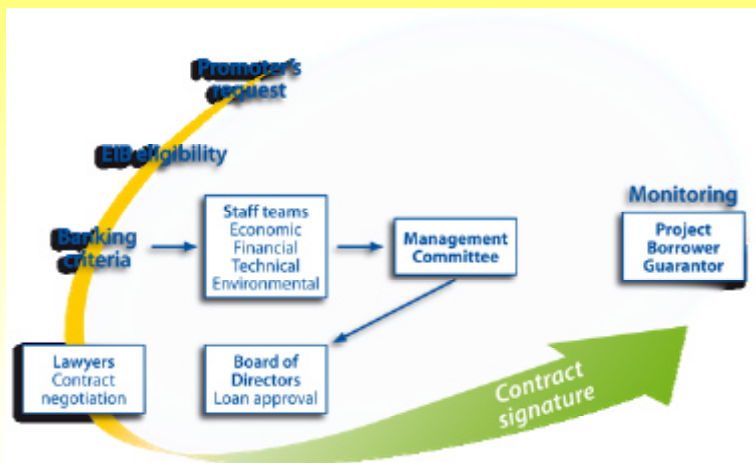 Promoter's
request
EIB eligibility
Banking
criteria
Staff teams
Economic
Financial
Technical
Environmental
Management
Committee
Monitoring
Project
Borrower
Guarantor
Lawyers
Contract
negotiation
Board of
Directors
Loan approval
Contract
signature